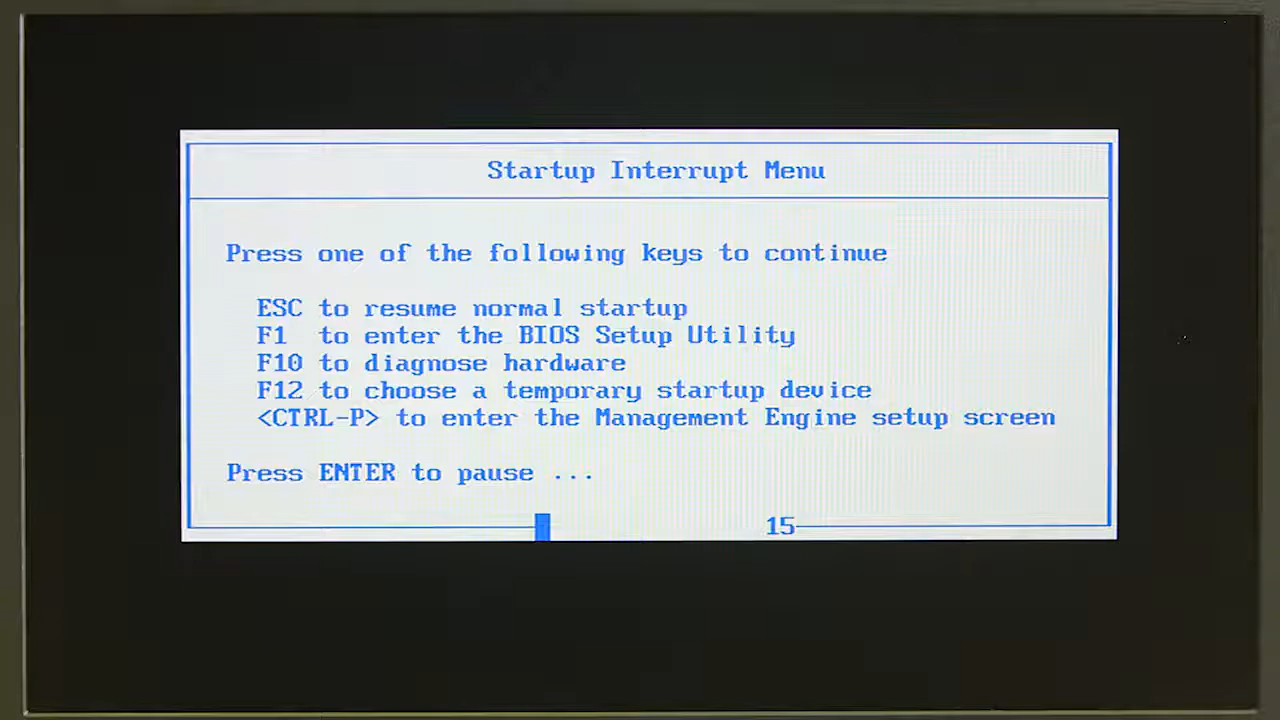 Startup Interrupt Menu
Press one of the following keys to continue
ESC to resume normal startup
F1 to enter the BIOS Setup Utility
F10 to diagnose hardware
F12 to choose a temporary startup device
<CTRL-P> to enter the Management Engine setup screen
Press ENTER to pause ...
15